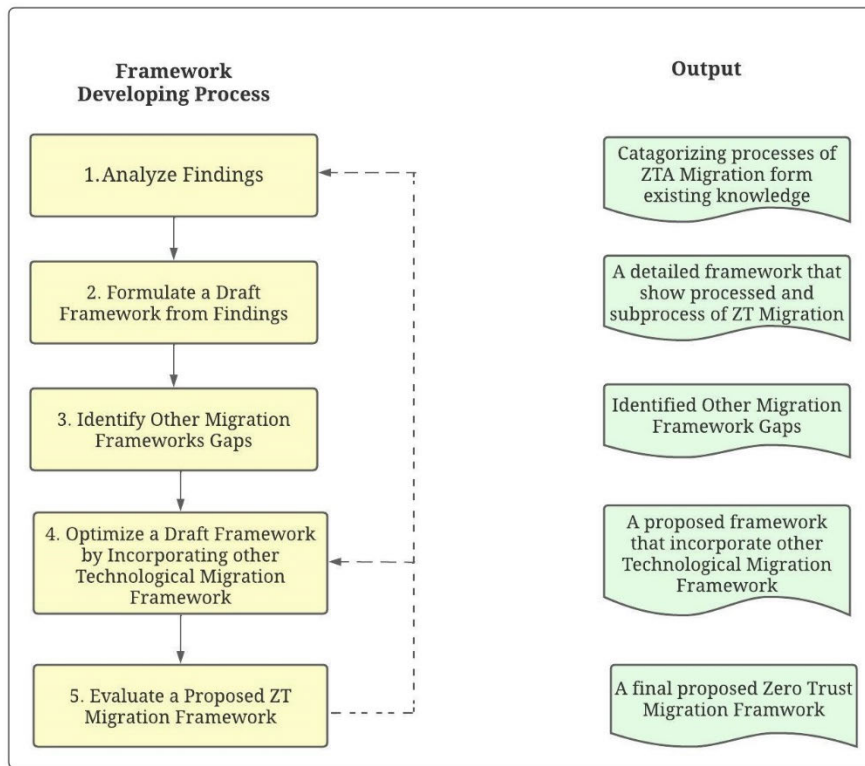 Framework
Developing Process
Output
1. Analyze Findings
Catagorizing processes of
ZTA Migration form
existing knowledge
2. Formulate a Draft
Framework from Findings
A detailed framework that
show processed and
subprocess of ZT Migration
3. Identify Other Migration
Frameworks Gaps
Identified Other Migration
Framework Gaps
4. Optimize a Draft Framework
by Incorporating other
Technological Migration
Framework
A proposed framework
that incorporate other
Technological Migration
Framework
5. Evaluate a Proposed ZT
Migration Framework
A final proposed Zero Trust
Migration Framwork